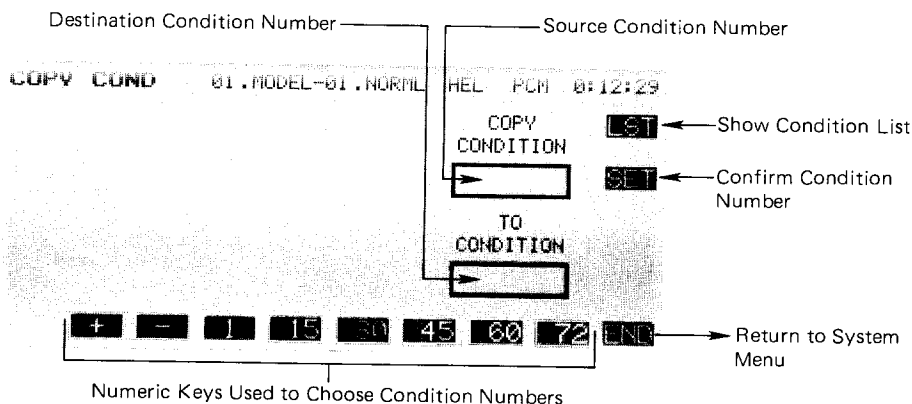 Destination Condition Number
Source Condition Number
COPY COND 01.MODEL-01.NORML HEL PCM 0:12:29
COPY
CONDITION
LST
Show Condition List
SET
Confirm Condition
Number
TO
CONDITION
+ - 1 15 30 45 60 72 END
Return to System
Menu
Numeric Keys Used to Choose Condition Numbers